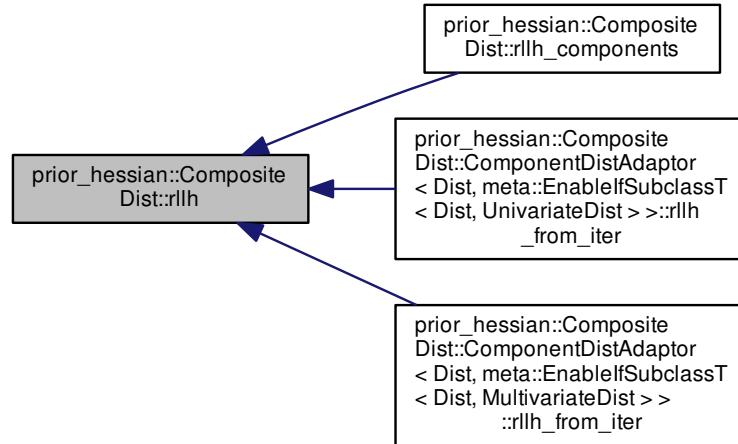 prior_hessian::Composite
Dist::rllh_components
prior_hessian::Composite
Dist::rllh
prior_hessian::Composite
Dist::ComponentDistAdaptor
< Dist, meta::EnableIfSubclassT
< Dist, UnivariateDist > >::rllh
_from_iter
prior_hessian::Composite
Dist::ComponentDistAdaptor
< Dist, meta::EnableIfSubclassT
< Dist, MultivariateDist > >
::rllh_from_iter